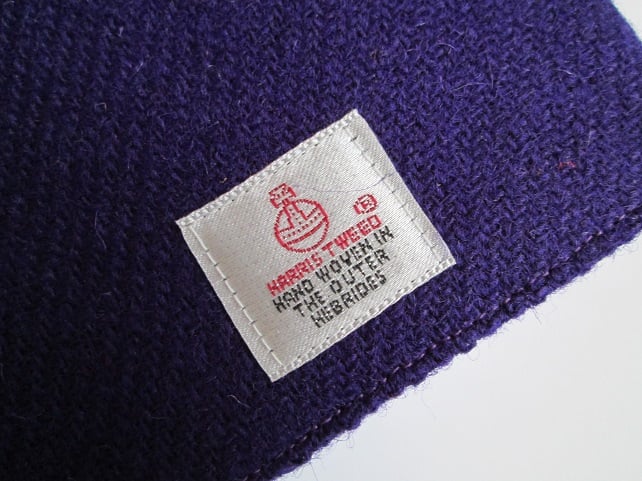 ®
HARRIS TWEED
HAND WOVEN IN
THE OUTER
HEBRIDES